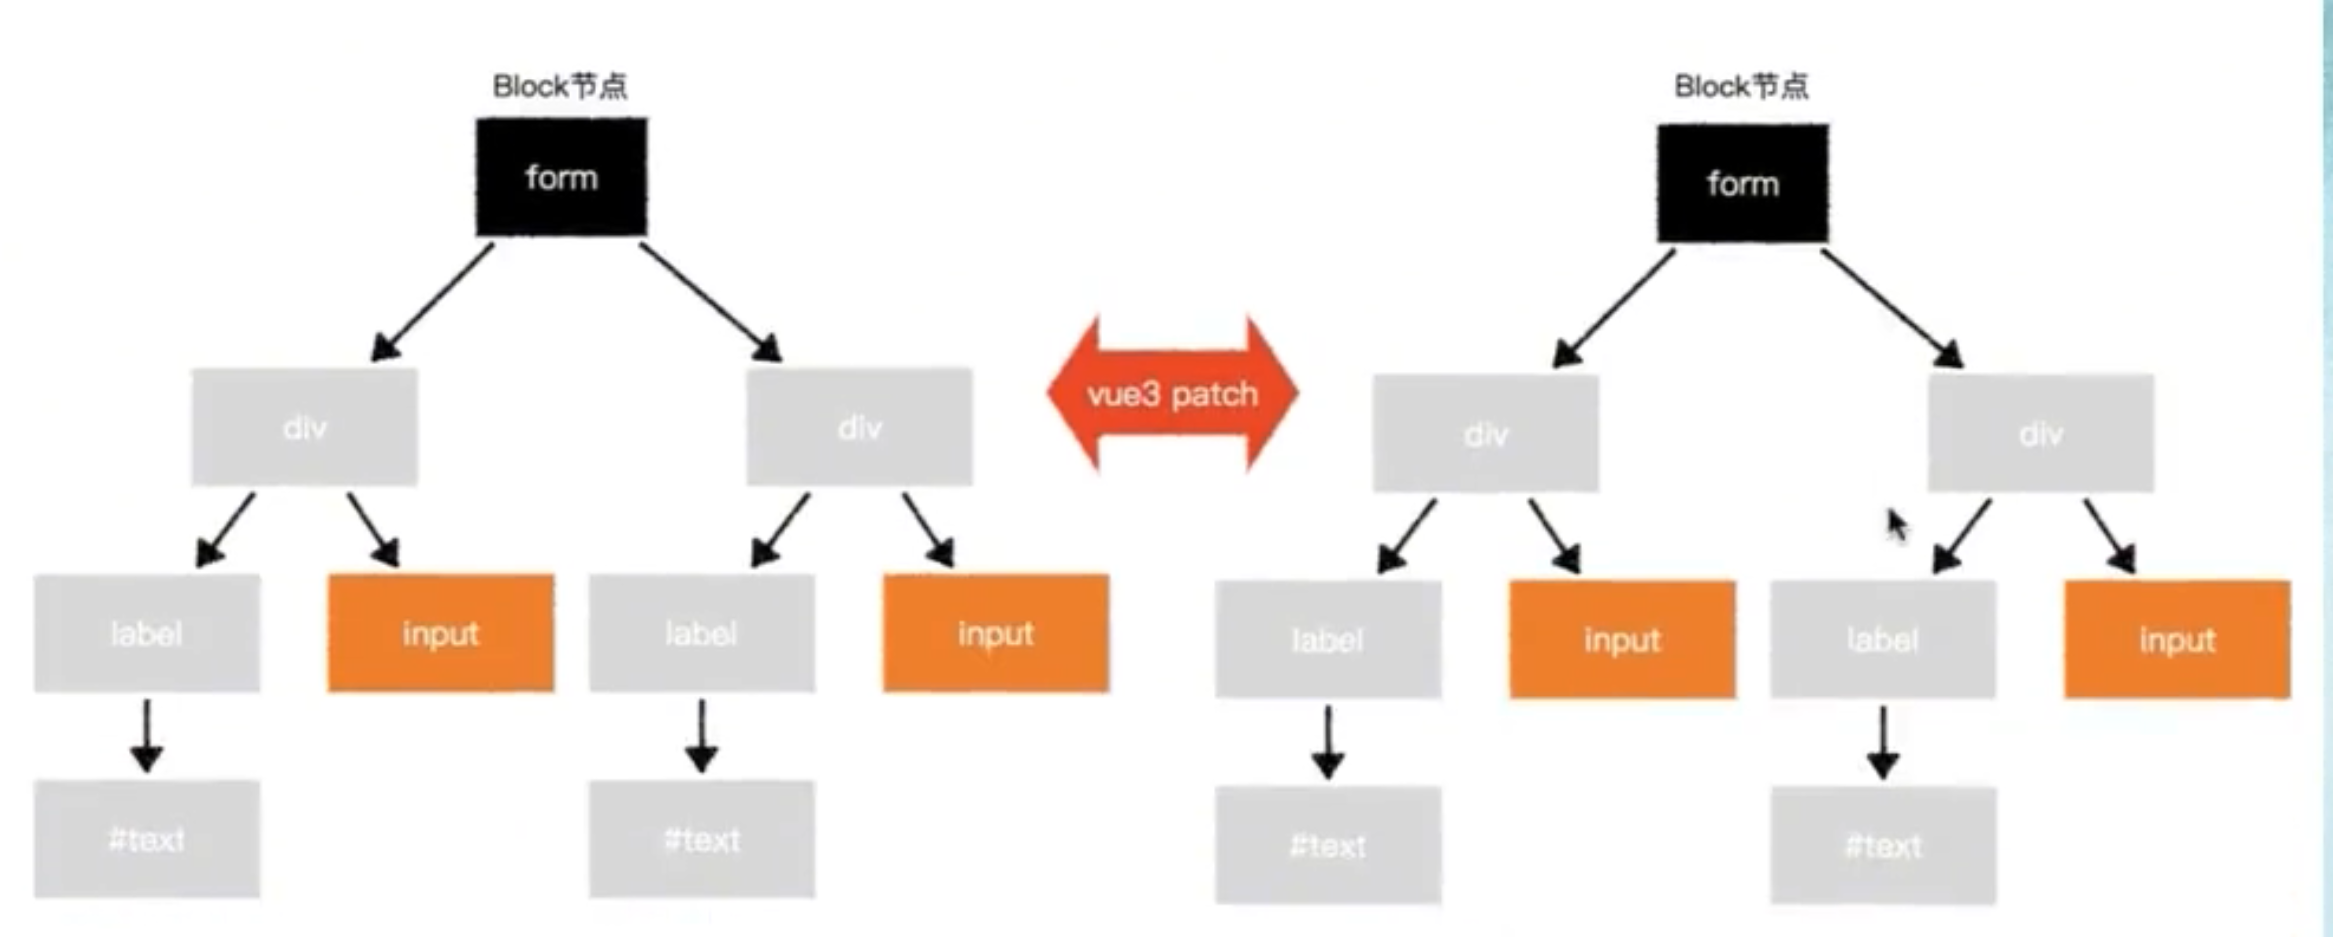 Block节点
Block节点
form
form
vue3 patch
div
div
div
div
label
input
label
input
label
input
label
input
#text
#text
#text
#text